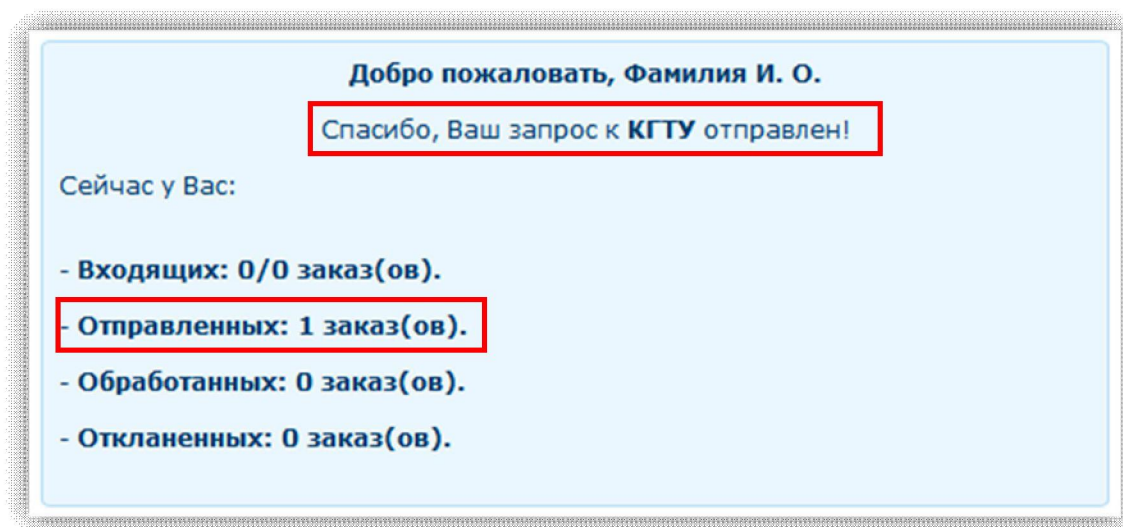 Добро пожаловать, Фамилия И. О.
Спасибо, Ваш запрос к КГТУ отправлен!
Сейчас у Вас:
- Входящих: 0/0 заказ(ов).
- Отправленных: 1 заказ(ов).
- Обработанных: 0 заказ(ов).
- Откланенных: 0 заказ(ов).